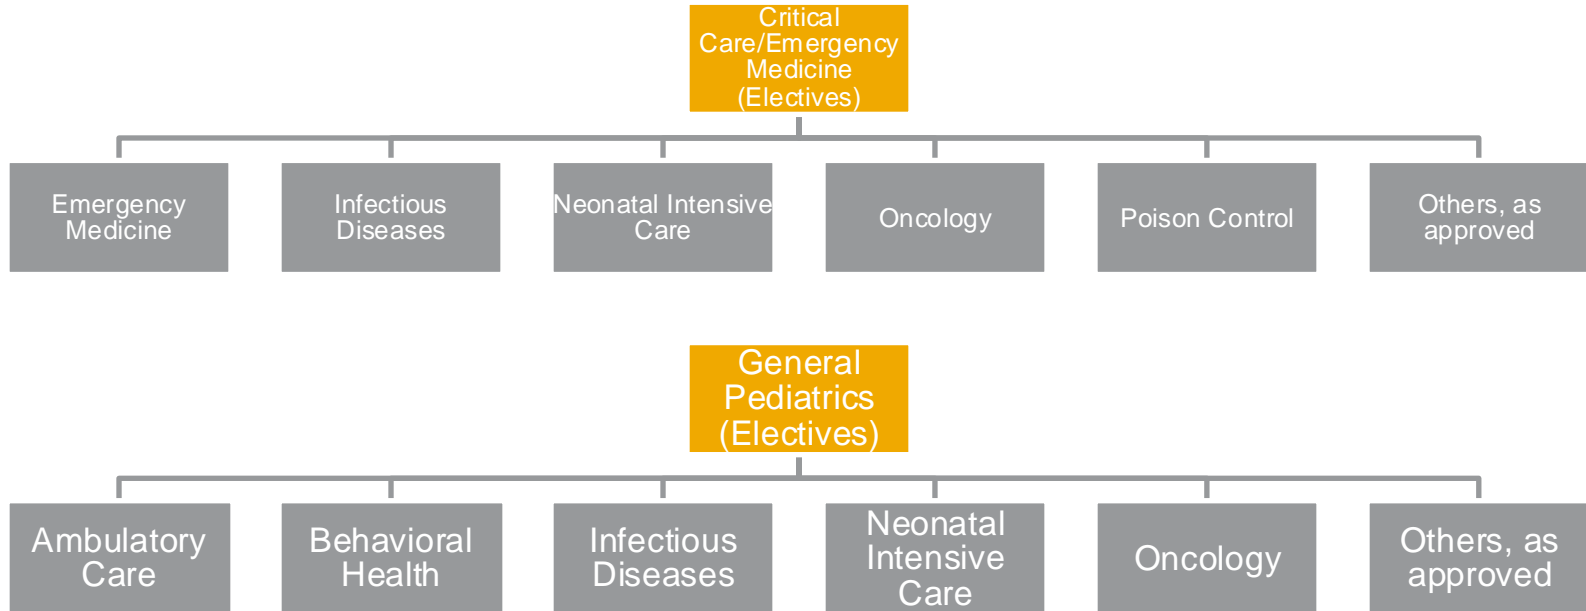 Critical
Care/Emergency
Medicine
(Electives)
Emergency
Medicine
Infectious
Diseases
Neonatal Intensive
Care
Oncology
Poison Control
Others, as
approved
General
Pediatrics
(Electives)
Ambulatory
Care
Behavioral
Health
Infectious
Diseases
Neonatal
Intensive
Care
Oncology
Others, as
approved